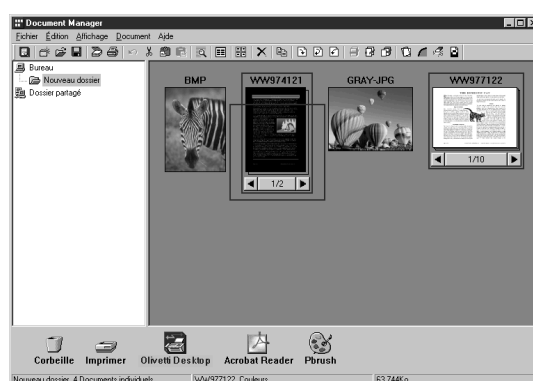 Document Manager
Fichier Édition Affichage Document Aide
Bureau
Nouveau dossier
Dossier partagé
BMP WW974121 GRAY-JPG WW977122
1/2 1/10
Corbeille Imprimer Olivetti Desktop Acrobat Reader Pbrush
Nouveau dossier, 4 Documents individuels WW977122, Couleurs 63,744Ko